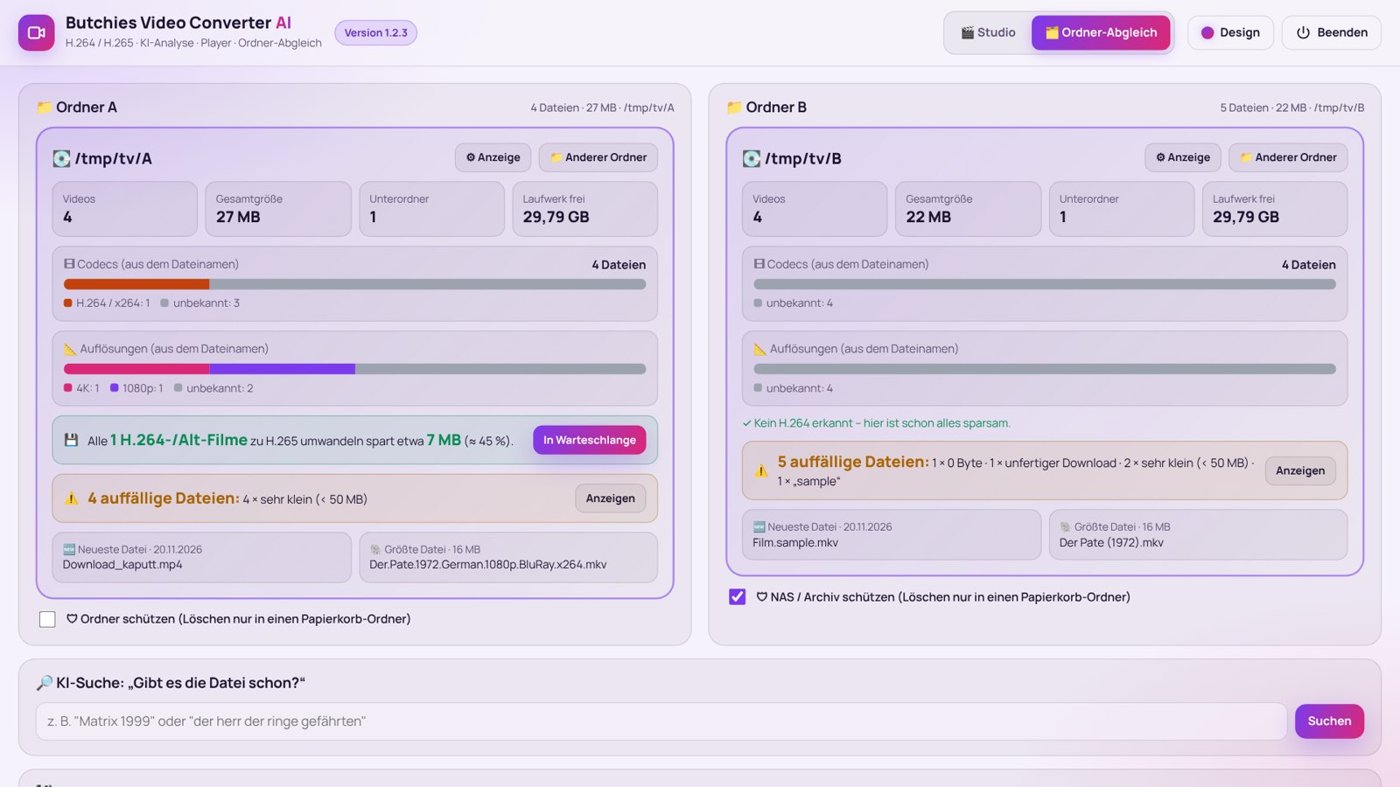 Butchies Video Converter AI
H.264 / H.265 · KI-Analyse · Player · Ordner-Abgleich
Version 1.2.3
Studio
Ordner-Abgleich
Design
Beenden
Ordner A
4 Dateien · 27 MB · /tmp/tv/A
/tmp/tv/A
Anzeige
Anderer Ordner
Videos
4
Gesamtgröße
27 MB
Unterordner
1
Laufwerk frei
29,79 GB
Codecs (aus dem Dateinamen)
4 Dateien
H.264 / x264: 1
unbekannt: 3
Auflösungen (aus dem Dateinamen)
4K: 1
1080p: 1
unbekannt: 2
Alle 1 H.264-/Alt-Filme zu H.265 umwandeln spart etwa 7 MB (≈ 45 %).
In Warteschlange
4 auffällige Dateien: 4 × sehr klein (< 50 MB)
Anzeigen
Neueste Datei · 20.11.2026
Download_kaputt.mp4
Größte Datei · 16 MB
Der.Pate.1972.German.1080p.BluRay.x264.mkv
Ordner schützen (Löschen nur in einen Papierkorb-Ordner)
Ordner B
5 Dateien · 22 MB · /tmp/tv/B
/tmp/tv/B
Anzeige
Anderer Ordner
Videos
4
Gesamtgröße
22 MB
Unterordner
1
Laufwerk frei
29,79 GB
Codecs (aus dem Dateinamen)
4 Dateien
unbekannt: 4
Auflösungen (aus dem Dateinamen)
unbekannt: 4
✓ Kein H.264 erkannt – hier ist schon alles sparsam.
5 auffällige Dateien: 1 × 0 Byte · 1 × unfertiger Download · 2 × sehr klein (< 50 MB) ·
1 × „sample“
Anzeigen
Neueste Datei · 20.11.2026
Film.sample.mkv
Größte Datei · 16 MB
Der Pate (1972).mkv
NAS / Archiv schützen (Löschen nur in einen Papierkorb-Ordner)
KI-Suche: „Gibt es die Datei schon?“
z. B. "Matrix 1999" oder "der herr der ringe gefährten"
Suchen